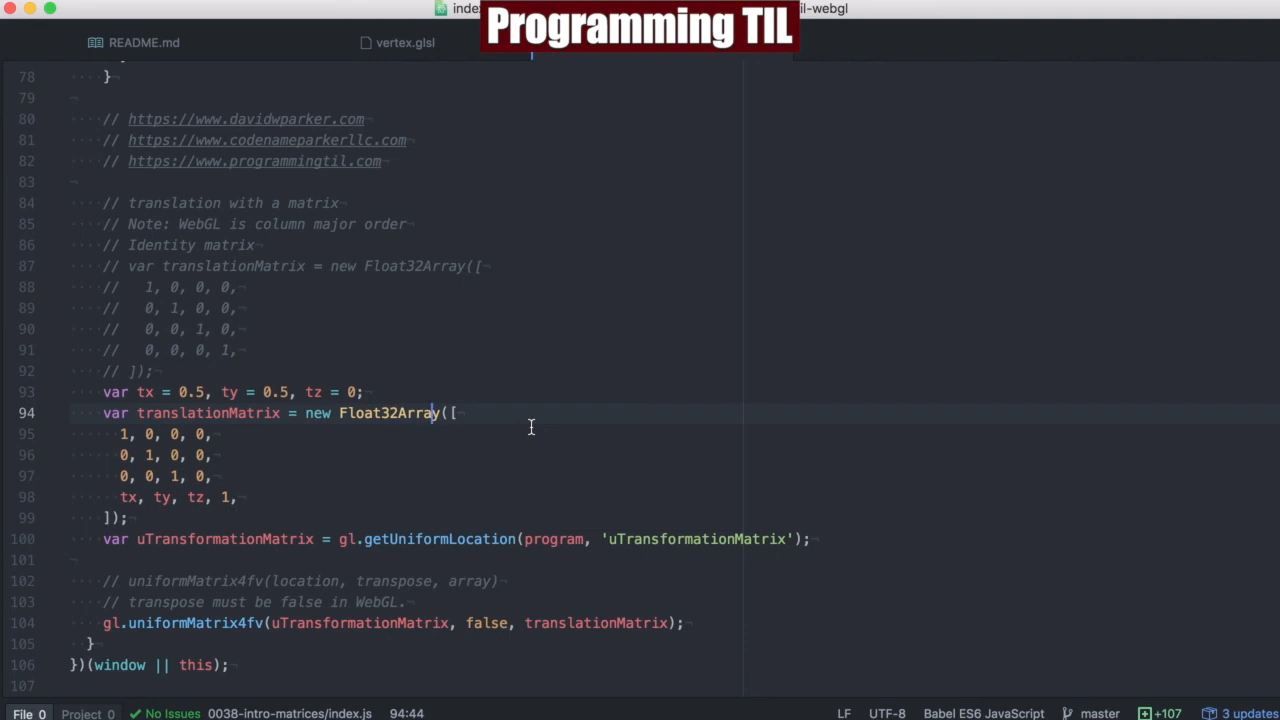 index
Programming TIL
til-webgl
README.md
vertex.glsl
78 }
79
80 // https://www.davidwparker.com
81 // https://www.codenameparkerllc.com
82 // https://www.programmingtil.com
83
84 // translation with a matrix
85 // Note: WebGL is column major order
86 // Identity matrix
87 // var translationMatrix = new Float32Array([
88 //   1, 0, 0, 0,
89 //   0, 1, 0, 0,
90 //   0, 0, 1, 0,
91 //   0, 0, 0, 1,
92 // ]);
93 var tx = 0.5, ty = 0.5, tz = 0;
94 var translationMatrix = new Float32Array([
95 1, 0, 0, 0,
96 0, 1, 0, 0,
97 0, 0, 1, 0,
98 tx, ty, tz, 1,
99 ]);
100 var uTransformationMatrix = gl.getUniformLocation(program, 'uTransformationMatrix');
101
102 // uniformMatrix4fv(location, transpose, array)
103 // transpose must be false in WebGL.
104 gl.uniformMatrix4fv(uTransformationMatrix, false, translationMatrix);
105 }
106 })(window || this);
107
File 0 Project 0 No Issues 0038-intro-matrices/index.js 94:44 LF UTF-8 Babel ES6 JavaScript master +107 3 updates